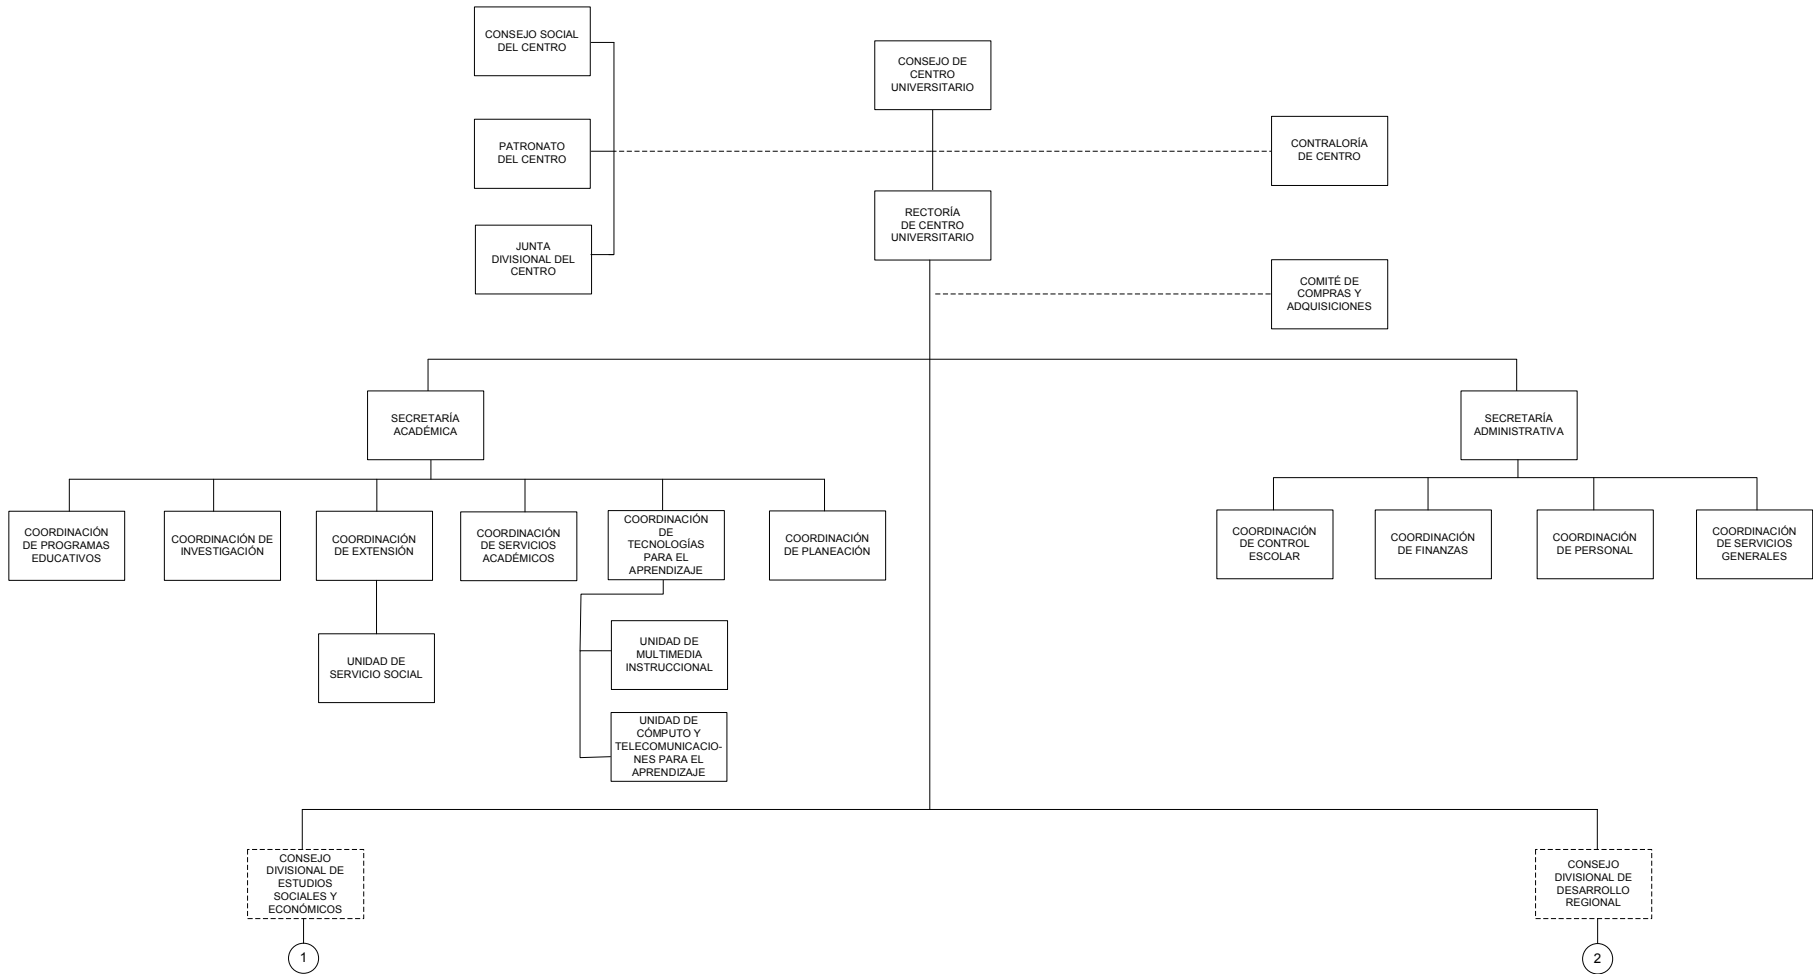 CONSEJO SOCIAL
DEL CENTRO
CONSEJO DE
CENTRO
UNIVERSITARIO
PATRONATO
DEL CENTRO
CONTRALORÍA
DE CENTRO
RECTORÍA
DE CENTRO
UNIVERSITARIO
JUNTA
DIVISIONAL DEL
CENTRO
COMITÉ DE
COMPRAS Y
ADQUISICIONES
SECRETARÍA
ACADÉMICA
SECRETARÍA
ADMINISTRATIVA
COORDINACIÓN
DE PROGRAMAS
EDUCATIVOS
COORDINACIÓN DE
INVESTIGACIÓN
COORDINACIÓN
DE EXTENSIÓN
COORDINACIÓN
DE SERVICIOS
ACADÉMICOS
COORDINACIÓN
DE
TECNOLOGÍAS
PARA EL
APRENDIZAJE
COORDINACIÓN
DE PLANEACIÓN
COORDINACIÓN
DE CONTROL
ESCOLAR
COORDINACIÓN
DE FINANZAS
COORDINACIÓN
DE PERSONAL
COORDINACIÓN
DE SERVICIOS
GENERALES
UNIDAD DE
SERVICIO SOCIAL
UNIDAD DE
MULTIMEDIA
INSTRUCCIONAL
UNIDAD DE
CÓMPUTO Y
TELECOMUNICACIO-
NES PARA EL
APRENDIZAJE
CONSEJO
DIVISIONAL DE
ESTUDIOS
SOCIALES Y
ECONÓMICOS
CONSEJO
DIVISIONAL DE
DESARROLLO
REGIONAL
1
2